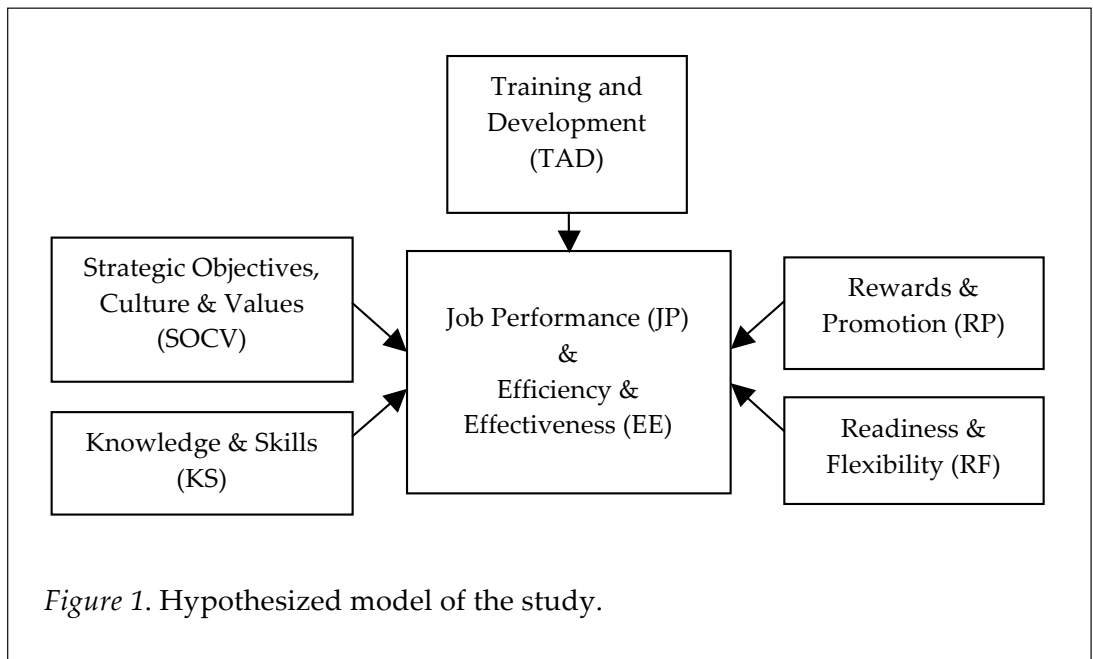 Training and
Development
(TAD)
Strategic Objectives,
Culture & Values
(SOCV)
Knowledge & Skills
(KS)
Job Performance (JP)
&
Efficiency &
Effectiveness (EE)
Rewards &
Promotion (RP)
Readiness &
Flexibility (RF)
Figure 1. Hypothesized model of the study.